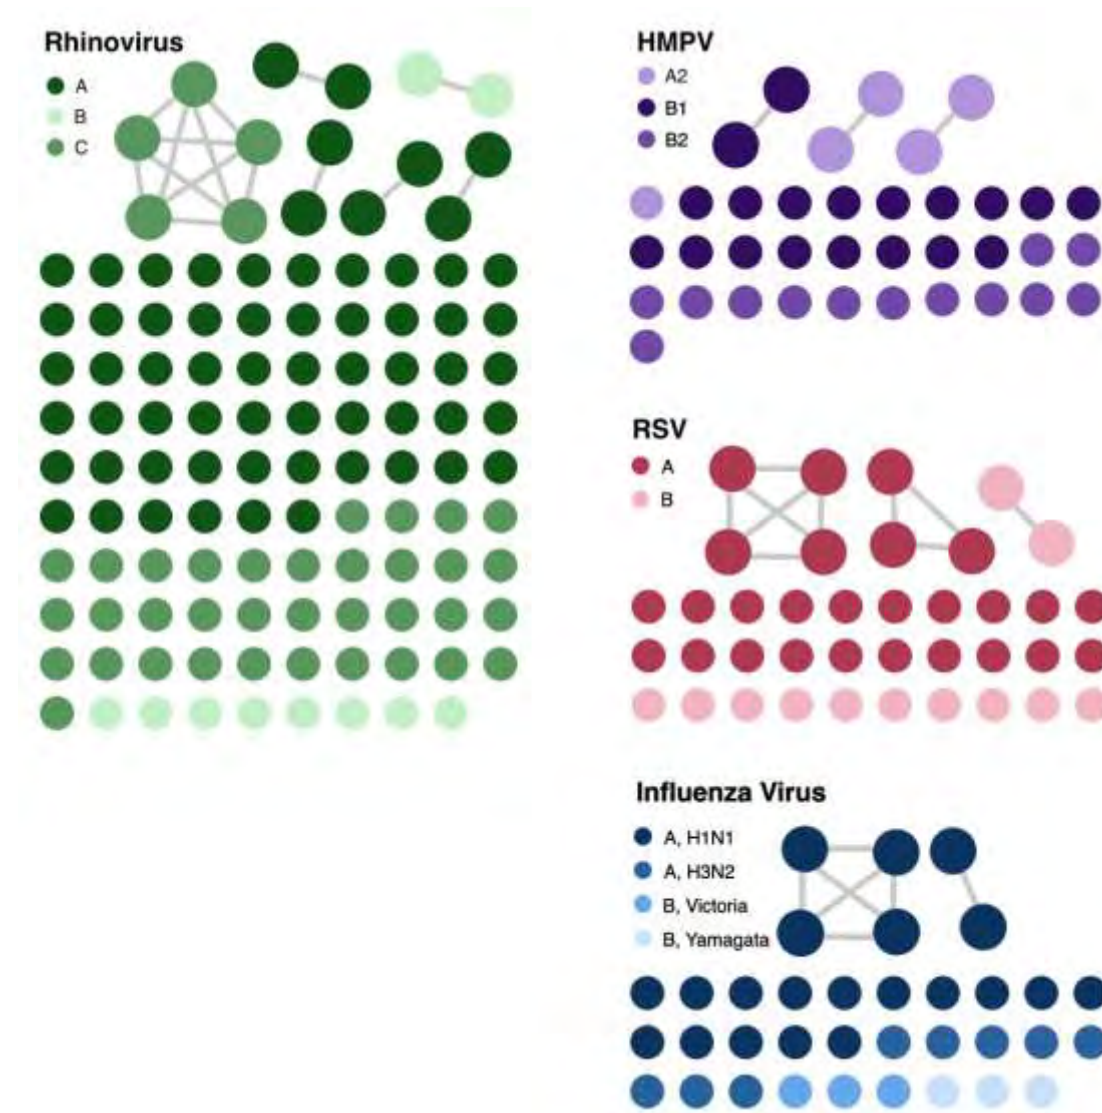 Rhinovirus
A
B
C
HMPV
A2
B1
B2
RSV
A
B
Influenza Virus
A, H1N1
A, H3N2
B, Victoria
B, Yamagata